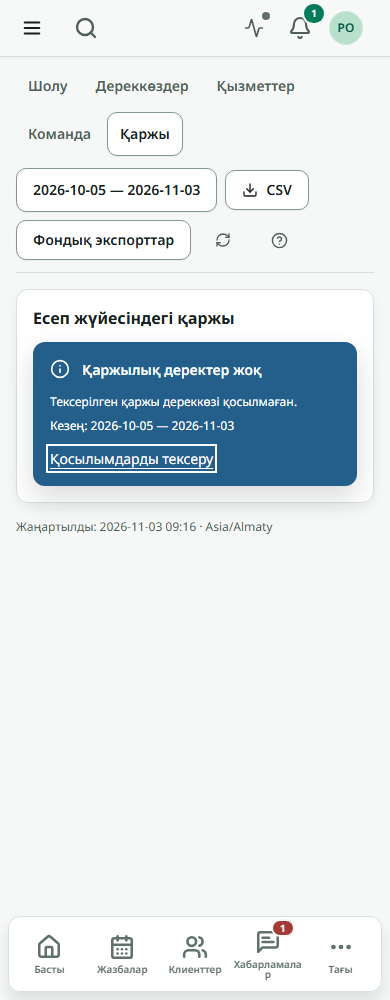 1
PO
Шолу Дереккөздер Қызметтер
Команда Қаржы
2026-10-05 — 2026-11-03 CSV
Фондық экспорттар
Есеп жүйесіндегі қаржы
Қаржылық деректер жоқ
Тексерілген қаржы дереккөзі қосылмаған.
Кезең: 2026-10-05 — 2026-11-03
Қосылымдарды тексеру
Жаңартылды: 2026-11-03 09:16 · Asia/Almaty
1
Басты Жазбалар Клиенттер Хабарламала Тағы
р